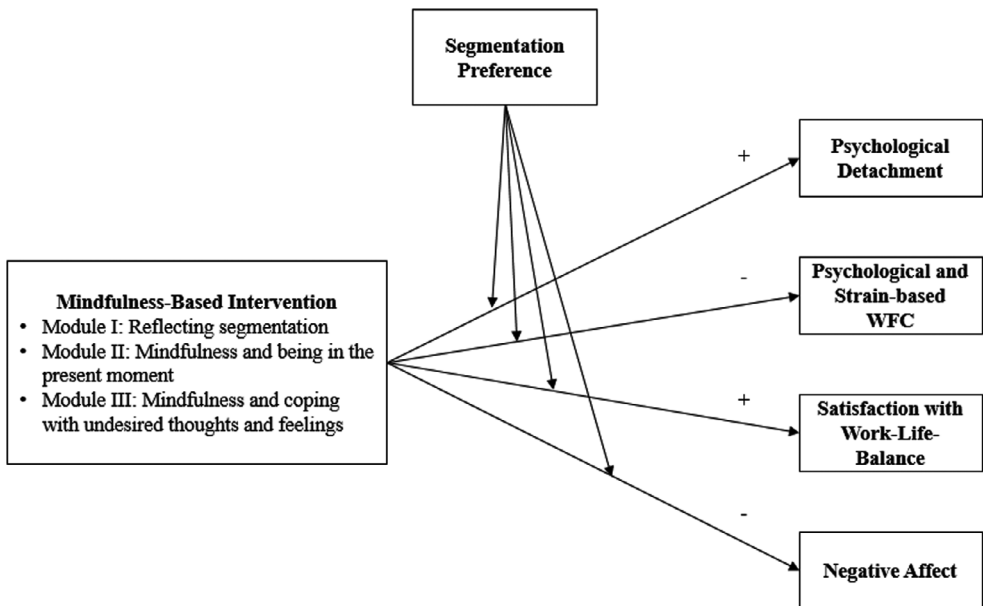 Segmentation
Preference
+
Psychological
Detachment
-
Psychological and
Strain-based
WFC
Mindfulness-Based Intervention
• Module I: Reflecting segmentation
• Module II: Mindfulness and being in the
present moment
• Module III: Mindfulness and coping
with undesired thoughts and feelings
+
Satisfaction with
Work-Life-
Balance
-
Negative Affect